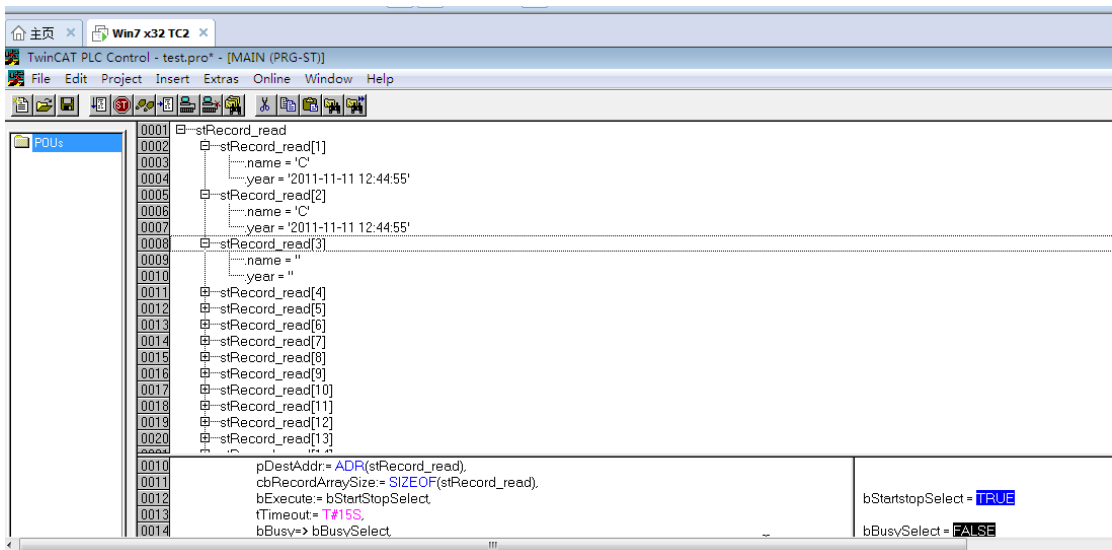 主页 × Win7 x32 TC2 ×
TwinCAT PLC Control - test.pro* - [MAIN (PRG-ST)]
File Edit Project Insert Extras Online Window Help
POUs
0001 stRecord_read
0002 stRecord_read[1]
0003 .name = 'C'
0004 .year = '2011-11-11 12:44:55'
0005 stRecord_read[2]
0006 .name = 'C'
0007 .year = '2011-11-11 12:44:55'
0008 stRecord_read[3]
0009 .name = ''
0010 .year = ''
0011 stRecord_read[4]
0012 stRecord_read[5]
0013 stRecord_read[6]
0014 stRecord_read[7]
0015 stRecord_read[8]
0016 stRecord_read[9]
0017 stRecord_read[10]
0018 stRecord_read[11]
0019 stRecord_read[12]
0020 stRecord_read[13]
0010 pDestAddr:= ADR(stRecord_read),
0011 cbRecordArraySize:= SIZEOF(stRecord_read),
0012 bExecute:= bStartStopSelect, bStartstopSelect = TRUE
0013 tTimeout:= T#15S,
0014 bBusy=> bBusySelect, bBusySelect = FALSE